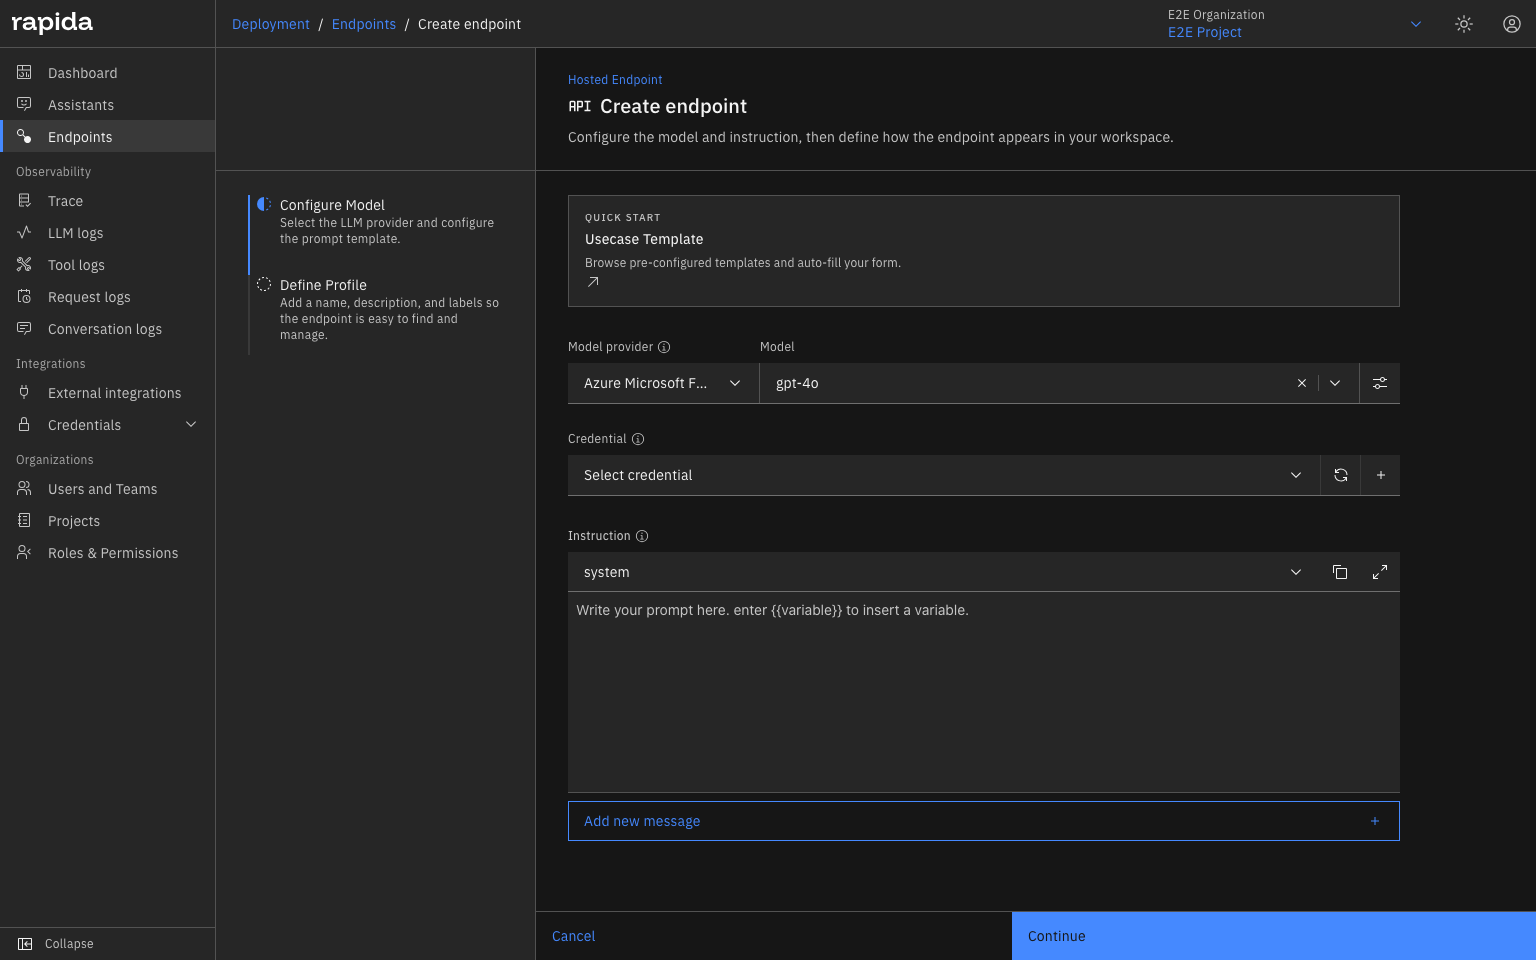 rapida
Deployment / Endpoints / Create endpoint
E2E Organization
E2E Project
Dashboard
Assistants
Endpoints
Observability
Trace
LLM logs
Tool logs
Request logs
Conversation logs
Integrations
External integrations
Credentials
Organizations
Users and Teams
Projects
Roles & Permissions
Collapse
Configure Model
Select the LLM provider and configure
the prompt template.
Define Profile
Add a name, description, and labels so
the endpoint is easy to find and
manage.
Hosted Endpoint
API Create endpoint
Configure the model and instruction, then define how the endpoint appears in your workspace.
QUICK START
Usecase Template
Browse pre-configured templates and auto-fill your form.
Model provider
Model
Azure Microsoft F...
gpt-4o
Credential
Select credential
Instruction
system
Write your prompt here. enter {{variable}} to insert a variable.
Add new message
Cancel
Continue